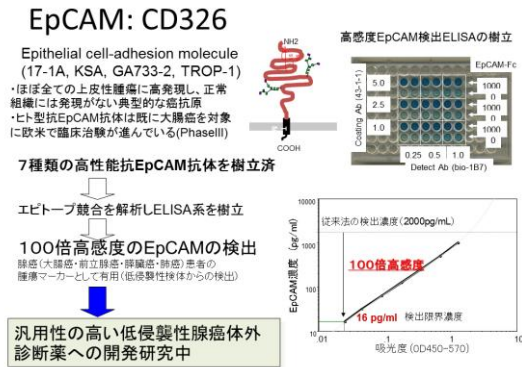 EpCAM: CD326
Epithelial cell-adhesion molecule
(17-1A, KSA, GA733-2, TROP-1)
・ほぼ全ての上皮性腫瘍に高発現し、正常
組織には発現がない典型的な癌抗原
・ヒト型抗EpCAM抗体は既に大腸癌を対象
に欧米で臨床治験が進んでいる(PhaseIII)
7種類の高性能抗EpCAM抗体を樹立済
エピトープ競合を解析しELISA系を樹立
100倍高感度のEpCAMの検出
腺癌(大腸癌・前立腺癌・膵臓癌・肺癌)患者の
腫瘍マーカーとして有用(低侵襲性検体からの検出)
汎用性の高い低侵襲性腺癌体外
診断薬への開発研究中
NH2
COOH
高感度EpCAM検出ELISAの樹立
EpCAM-Fc
Coating Ab (43-1-1)
5.0
2.5
1.0
1000
0
1000
0
1000
0
0.25 0.5 1.0
Detect Ab (bio-1B7)
EpCAM濃度 (pg/ml)
10000
1000
100
10
従来法の検出濃度(2000pg/mL)
100倍高感度
16 pg/ml 検出限界濃度
.01 .1 1 10
吸光度(OD450-570)